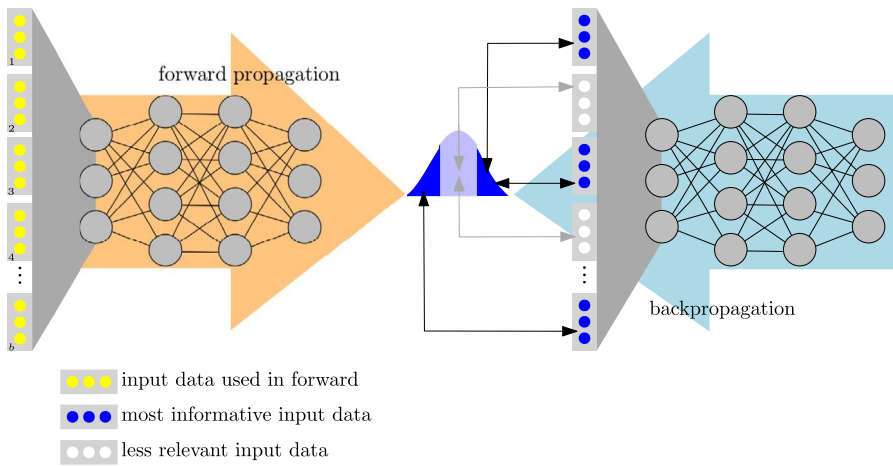 forward propagation
1
2
3
4
b
backpropagation
input data used in forward
most informative input data
less relevant input data